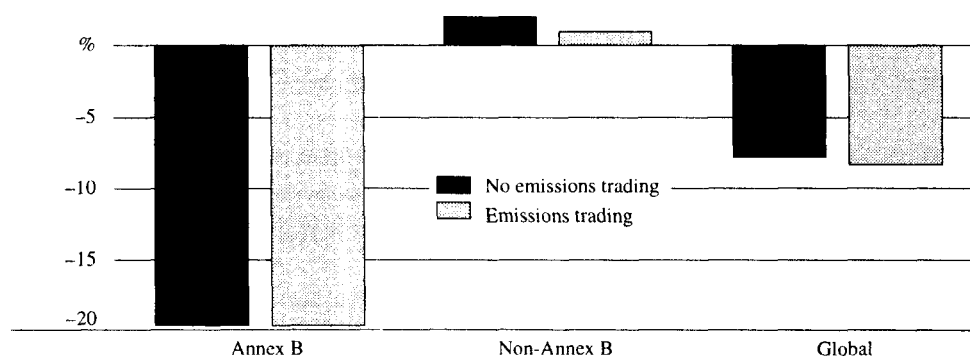 %
-5
-10
-15
-20
No emissions trading
Emissions trading
Annex B
Non-Annex B
Global